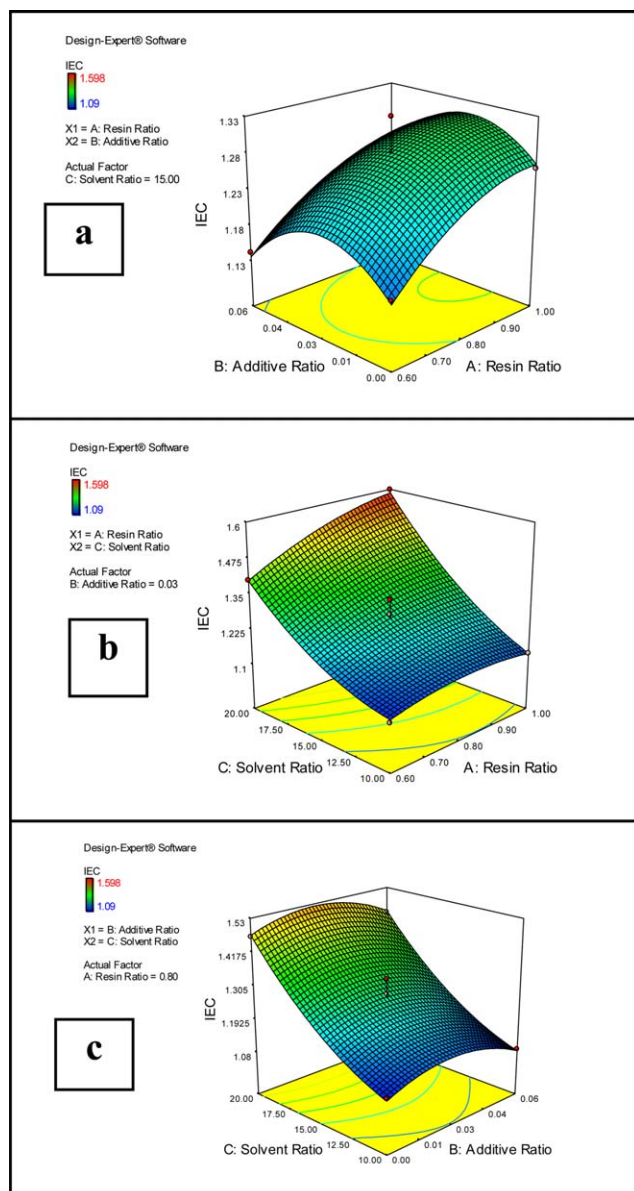 Design-Expert® Software
IEC
1.598
1.09
X1 = A: Resin Ratio
X2 = B: Additive Ratio
Actual Factor
C: Solvent Ratio = 15.00
a
1.33
1.28
1.23
1.18
1.13
IEC
0.06
0.04
0.03
0.01
0.00
B: Additive Ratio
0.60
0.70
0.80
0.90
1.00
A: Resin Ratio
Design-Expert® Software
IEC
1.598
1.09
X1 = A: Resin Ratio
X2 = C: Solvent Ratio
Actual Factor
B: Additive Ratio = 0.03
b
1.6
1.475
1.35
1.225
1.1
IEC
20.00
17.50
15.00
12.50
10.00
C: Solvent Ratio
0.60
0.70
0.80
0.90
1.00
A: Resin Ratio
Design-Expert® Software
IEC
1.598
1.09
X1 = B: Additive Ratio
X2 = C: Solvent Ratio
Actual Factor
A: Resin Ratio = 0.80
c
1.53
1.4175
1.305
1.1925
1.08
IEC
20.00
17.50
15.00
12.50
10.00
C: Solvent Ratio
0.00
0.01
0.03
0.04
0.06
B: Additive Ratio